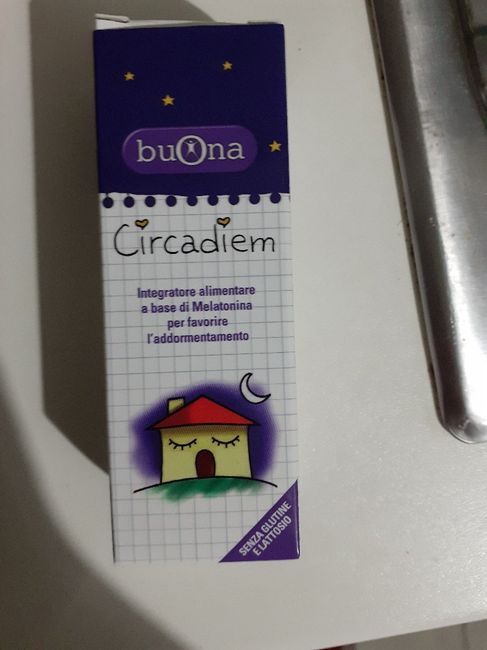 buona
Circadiem
Integratore alimentare
a base di Melatonina
per favorire
l'addormentamento
SENZA GLUTINE
E LATTOSIO